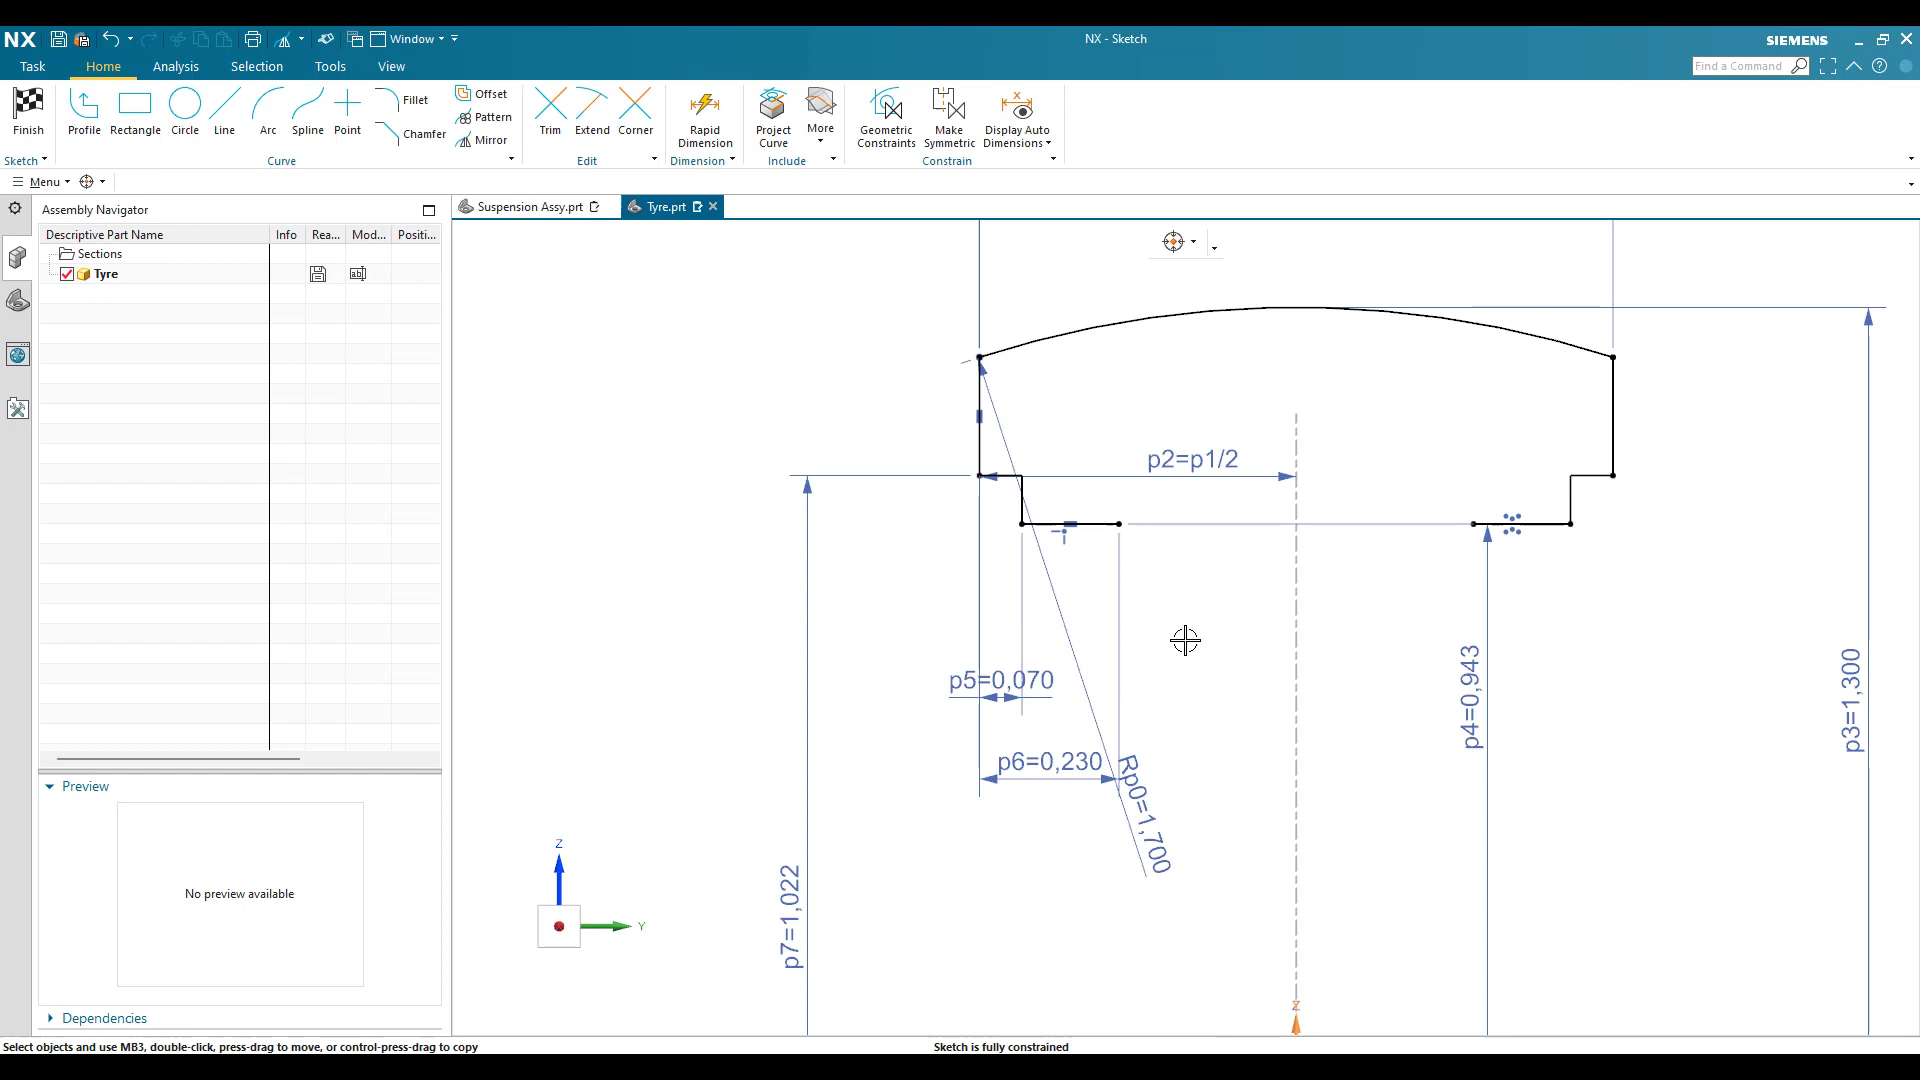 NX
Window
NX - Sketch
SIEMENS
Task Home Analysis Selection Tools View
Find a Command
Finish
Profile Rectangle Circle Line Arc Spline Point
Fillet
Chamfer
Offset
Pattern
Mirror
Trim Extend Corner
Rapid Dimension
Project Curve
More
Geometric Constraints
Make Symmetric
Display Auto Dimensions
Sketch Curve Edit Dimension Include Constrain
Menu
Assembly Navigator
Suspension Assy.prt
Tyre.prt
Descriptive Part Name Info Rea... Mod... Positi...
Sections
Tyre
p2=p1/2
p5=0,070
p6=0,230
Rp0=1,700
p4=0,943
p3=1,300
p7=1,022
Z
Y
Z
Preview
No preview available
Dependencies
Select objects and use MB3, double-click, press-drag to move, or control-press-drag to copy
Sketch is fully constrained